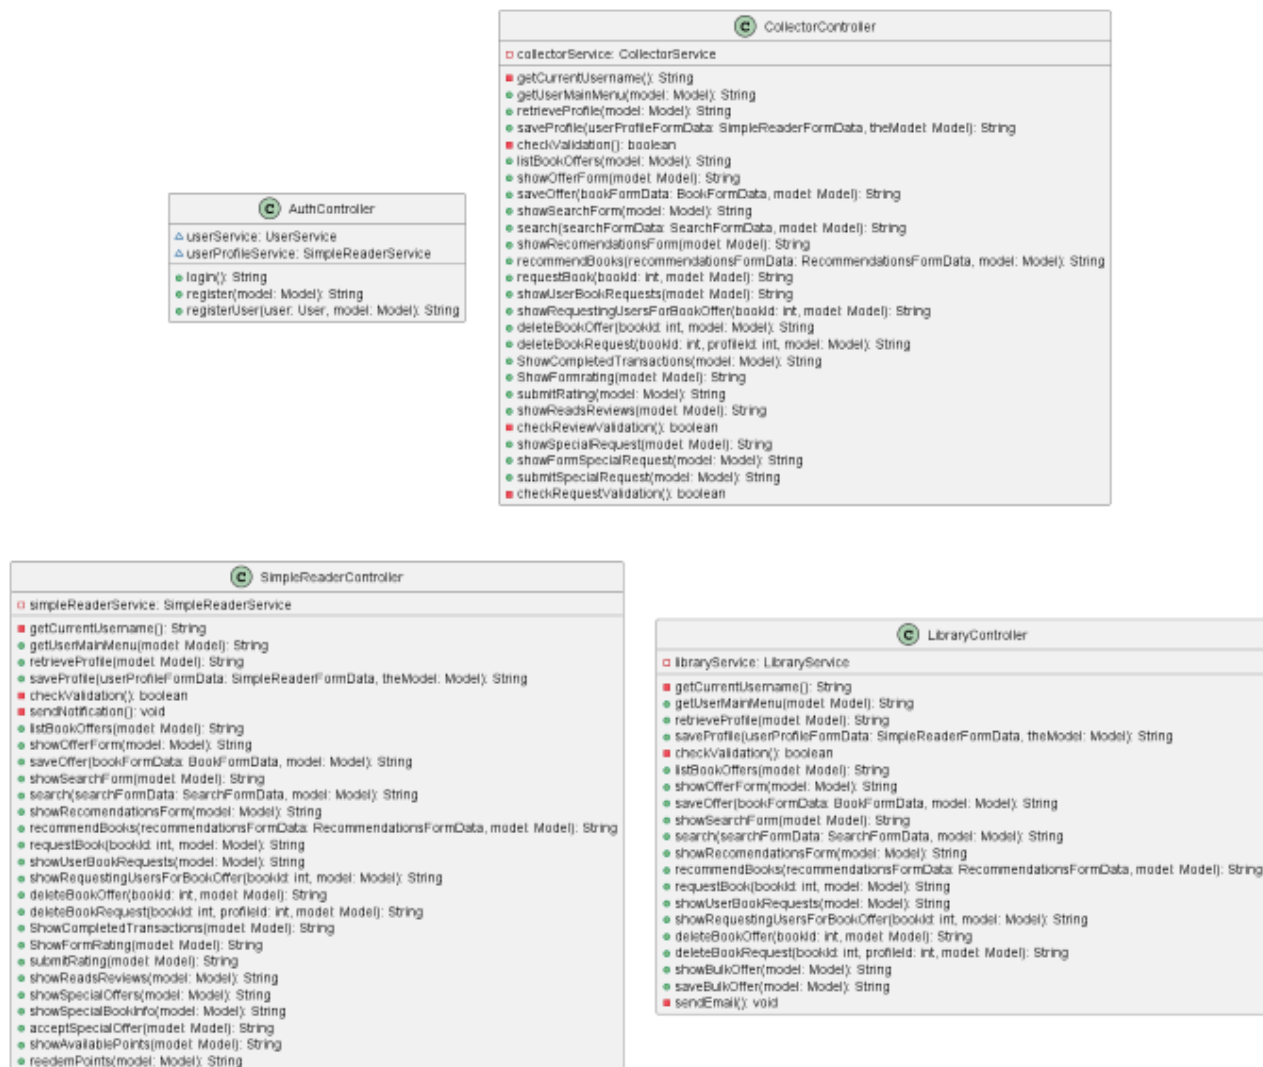 C CollectorController
collectorService: CollectorService
getCurrentUsername(): String
getUserMainMenu(model: Model): String
retrieveProfile(model: Model): String
saveProfile(userProfileFormData: SimpleReaderFormData, theModel: Model): String
checkValidation(): boolean
listBookOffers(model: Model): String
showOfferForm(model: Model): String
saveOffer(bookFormData: BookFormData, model: Model): String
showSearchForm(model: Model): String
search(searchFormData: SearchFormData, model: Model): String
showRecomendationsForm(model: Model): String
recommendBooks(recommendationsFormData: RecommendationsFormData, model: Model): String
requestBook(bookId: int, model: Model): String
showUserBookRequests(model: Model): String
showRequestingUsersForBookOffer(bookId: int, model: Model): String
deleteBookOffer(bookId: int, model: Model): String
deleteBookRequest(bookId: int, profileId: int, model: Model): String
ShowCompletedTransactions(model: Model): String
ShowFormrating(model: Model): String
submitRating(model: Model): String
showReadsReviews(model: Model): String
checkReviewValidation(): boolean
showSpecialRequest(model: Model): String
showFormSpecialRequest(model: Model): String
submitSpecialRequest(model: Model): String
checkRequestValidation(): boolean
C AuthController
userService: UserService
userProfileService: SimpleReaderService
login(): String
register(model: Model): String
registerUser(user: User, model: Model): String
C SimpleReaderController
simpleReaderService: SimpleReaderService
getCurrentUsername(): String
getUserMainMenu(model: Model): String
retrieveProfile(model: Model): String
saveProfile(userProfileFormData: SimpleReaderFormData, theModel: Model): String
checkValidation(): boolean
sendNotification(): void
listBookOffers(model: Model): String
showOfferForm(model: Model): String
saveOffer(bookFormData: BookFormData, model: Model): String
showSearchForm(model: Model): String
search(searchFormData: SearchFormData, model: Model): String
showRecomendationsForm(model: Model): String
recommendBooks(recommendationsFormData: RecommendationsFormData, model: Model): String
requestBook(bookId: int, model: Model): String
showUserBookRequests(model: Model): String
showRequestingUsersForBookOffer(bookId: int, model: Model): String
deleteBookOffer(bookId: int, model: Model): String
deleteBookRequest(bookId: int, profileId: int, model: Model): String
ShowCompletedTransactions(model: Model): String
ShowFormRating(model: Model): String
submitRating(model: Model): String
showReadsReviews(model: Model): String
showSpecialOffers(model: Model): String
showSpecialBookInfo(model: Model): String
acceptSpecialOffer(model: Model): String
showAvailablePoints(model: Model): String
reedemPoints(model: Model): String
C LibraryController
libraryService: LibraryService
getCurrentUsername(): String
getUserMainMenu(model: Model): String
retrieveProfile(model: Model): String
saveProfile(userProfileFormData: SimpleReaderFormData, theModel: Model): String
checkValidation(): boolean
listBookOffers(model: Model): String
showOfferForm(model: Model): String
saveOffer(bookFormData: BookFormData, model: Model): String
showSearchForm(model: Model): String
search(searchFormData: SearchFormData, model: Model): String
showRecomendationsForm(model: Model): String
recommendBooks(recommendationsFormData: RecommendationsFormData, model: Model): String
requestBook(bookId: int, model: Model): String
showUserBookRequests(model: Model): String
showRequestingUsersForBookOffer(bookId: int, model: Model): String
deleteBookOffer(bookId: int, model: Model): String
deleteBookRequest(bookId: int, profileId: int, model: Model): String
showBulkOffer(model: Model): String
saveBulkOffer(model: Model): String
sendEmail(): void